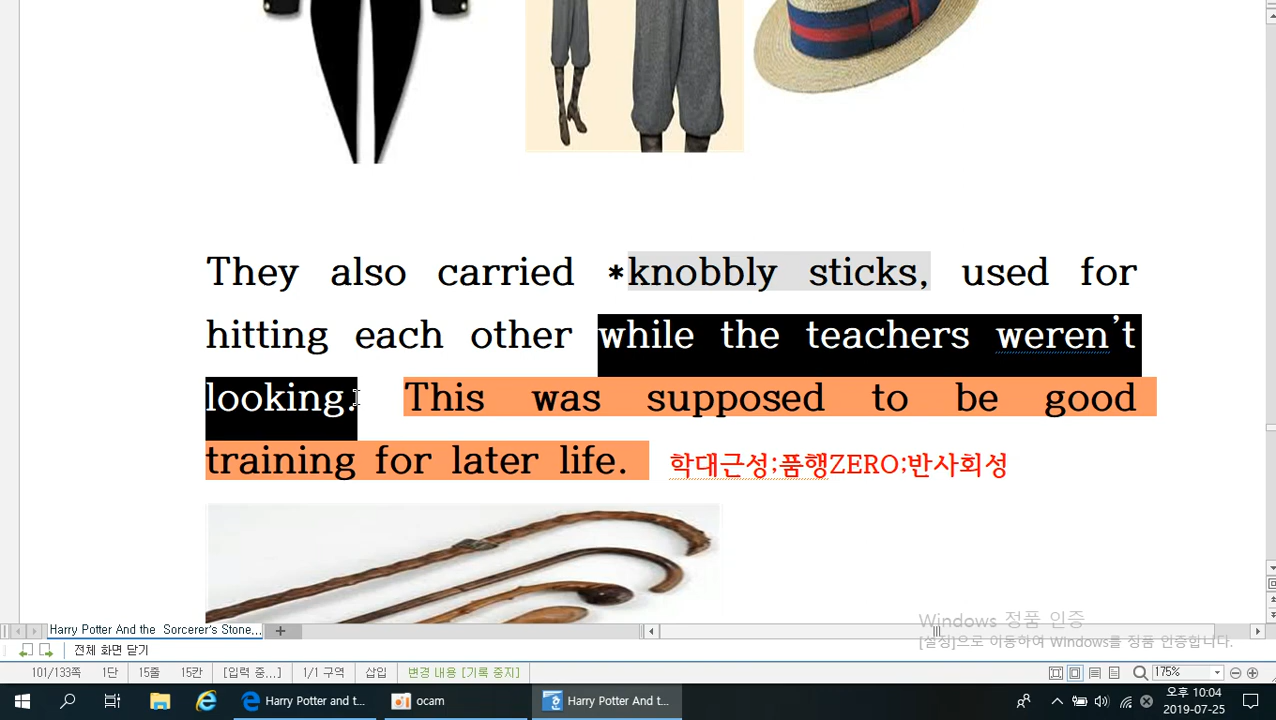 They also carried *knobbly sticks, used for
hitting each other while the teachers weren't
looking. This was supposed to be good
training for later life. 학대근성;품행ZERO;반사회성
Windows 정품 인증
[설정]으로 이동하여 Windows를 정품 인증합니다.
Harry Potter And the Sorcerer's Stone...
전체 화면 닫기
101/133쪽 1단 15줄 15칸 [입력 중...] 1/1 구역 삽입 변경 내용 [기록 중지] 175%
Harry Potter and t... ocam Harry Potter And t... 오후 10:04
2019-07-25